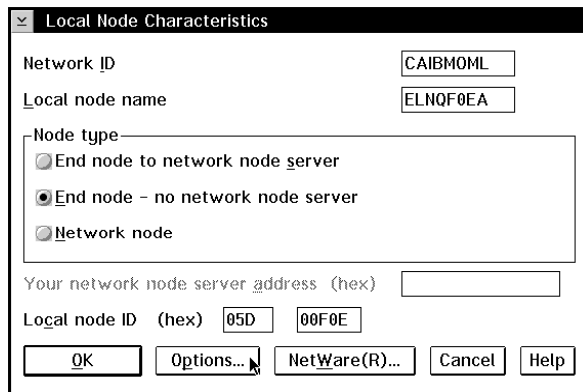 Local Node Characteristics
Network ID CAIBMOML
Local node name ELNQF0EA
Node type
End node to network node server
End node - no network node server
Network node
Your network node server address (hex)
Local node ID (hex) 05D 00F0E
OK Options... NetWare(R)... Cancel Help